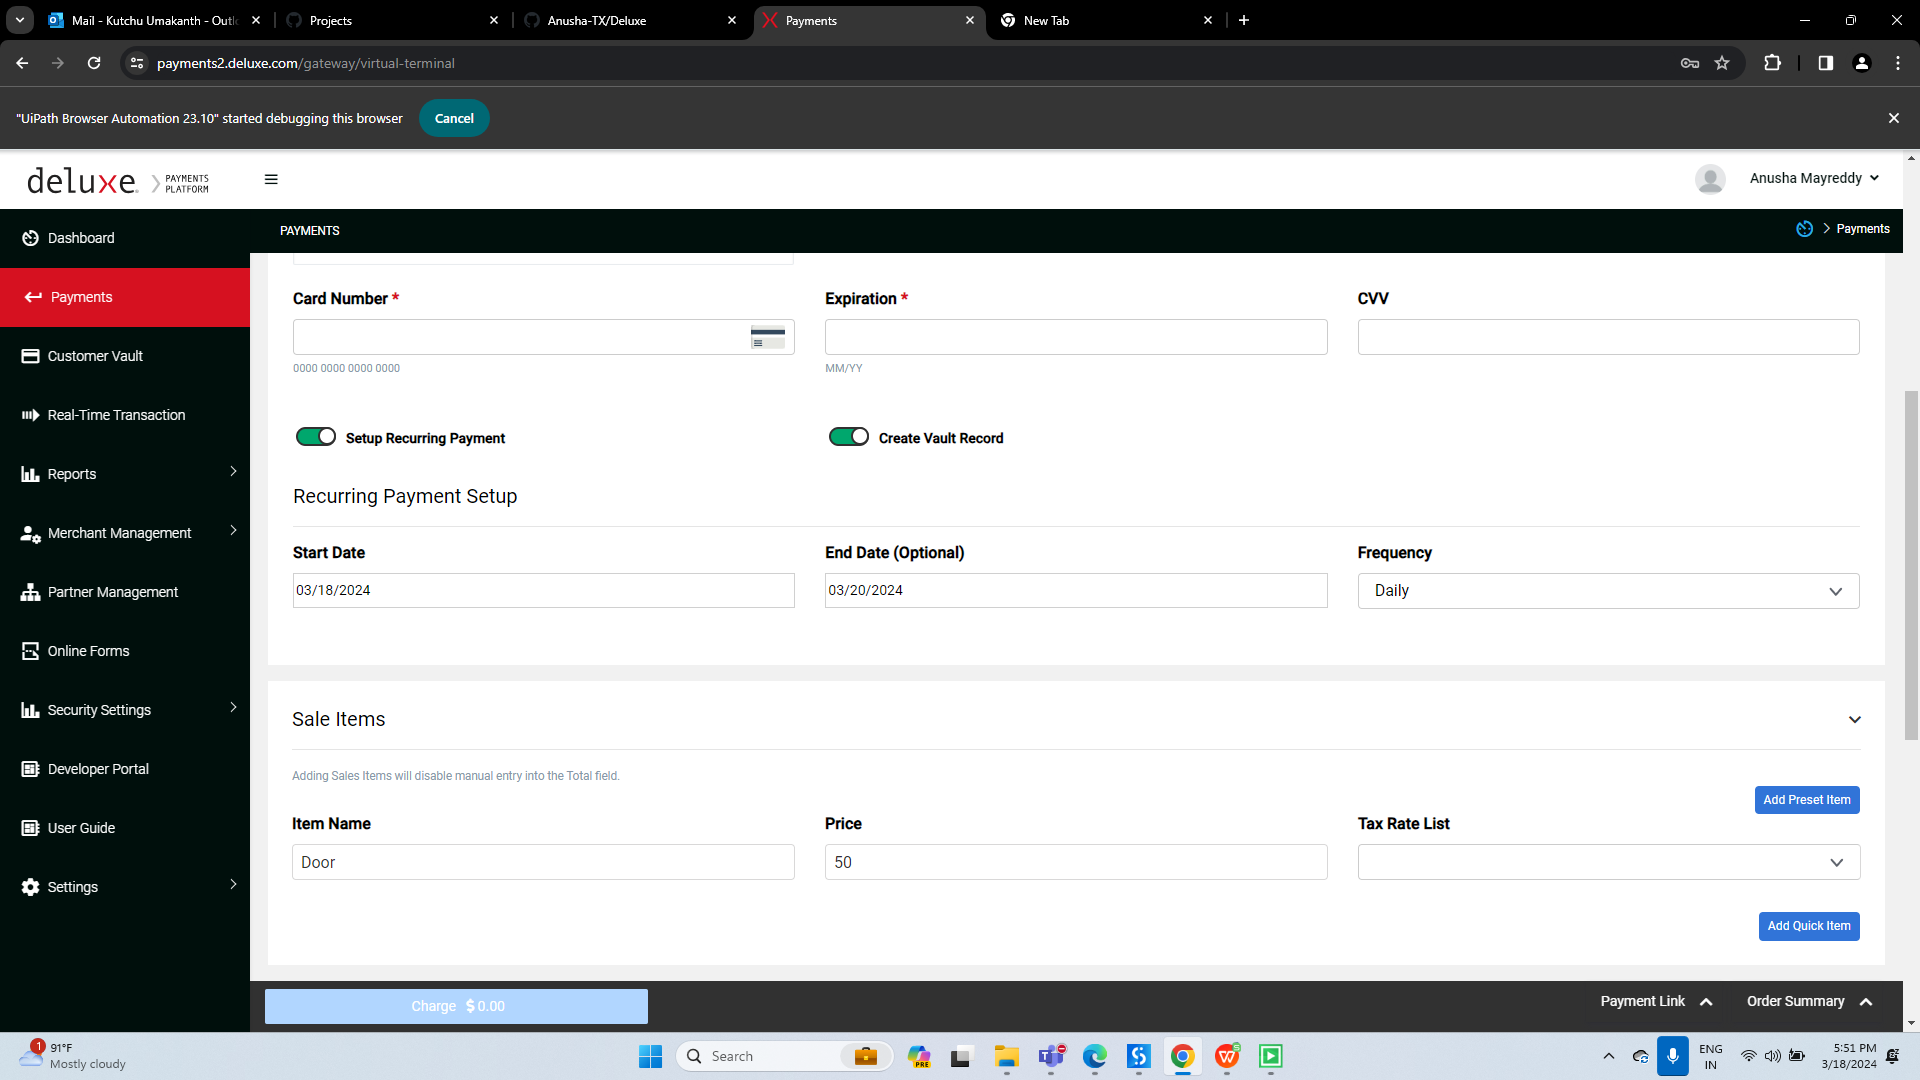 Mail - Kutchu Umakanth - Outl
Projects
Anusha-TX/Deluxe
Payments
New Tab
payments2.deluxe.com/gateway/virtual-terminal
"UiPath Browser Automation 23.10" started debugging this browser
Cancel
deluxe.
PAYMENTS
PLATFORM
Anusha Mayreddy
Dashboard
PAYMENTS
Payments
Payments
Customer Vault
Real-Time Transaction
Reports
Merchant Management
Partner Management
Online Forms
Security Settings
Developer Portal
User Guide
Settings
Card Number *
Expiration *
CVV
0000 0000 0000 0000
MM/YY
Setup Recurring Payment
Create Vault Record
Recurring Payment Setup
Start Date
End Date (Optional)
Frequency
03/18/2024
03/20/2024
Daily
Sale Items
Adding Sales Items will disable manual entry into the Total field.
Add Preset Item
Item Name
Price
Tax Rate List
Door
50
Add Quick Item
Charge $ 0.00
Payment Link
Order Summary
1
91°F
Mostly cloudy
Search
PRE
ENG
IN
5:51 PM
3/18/2024